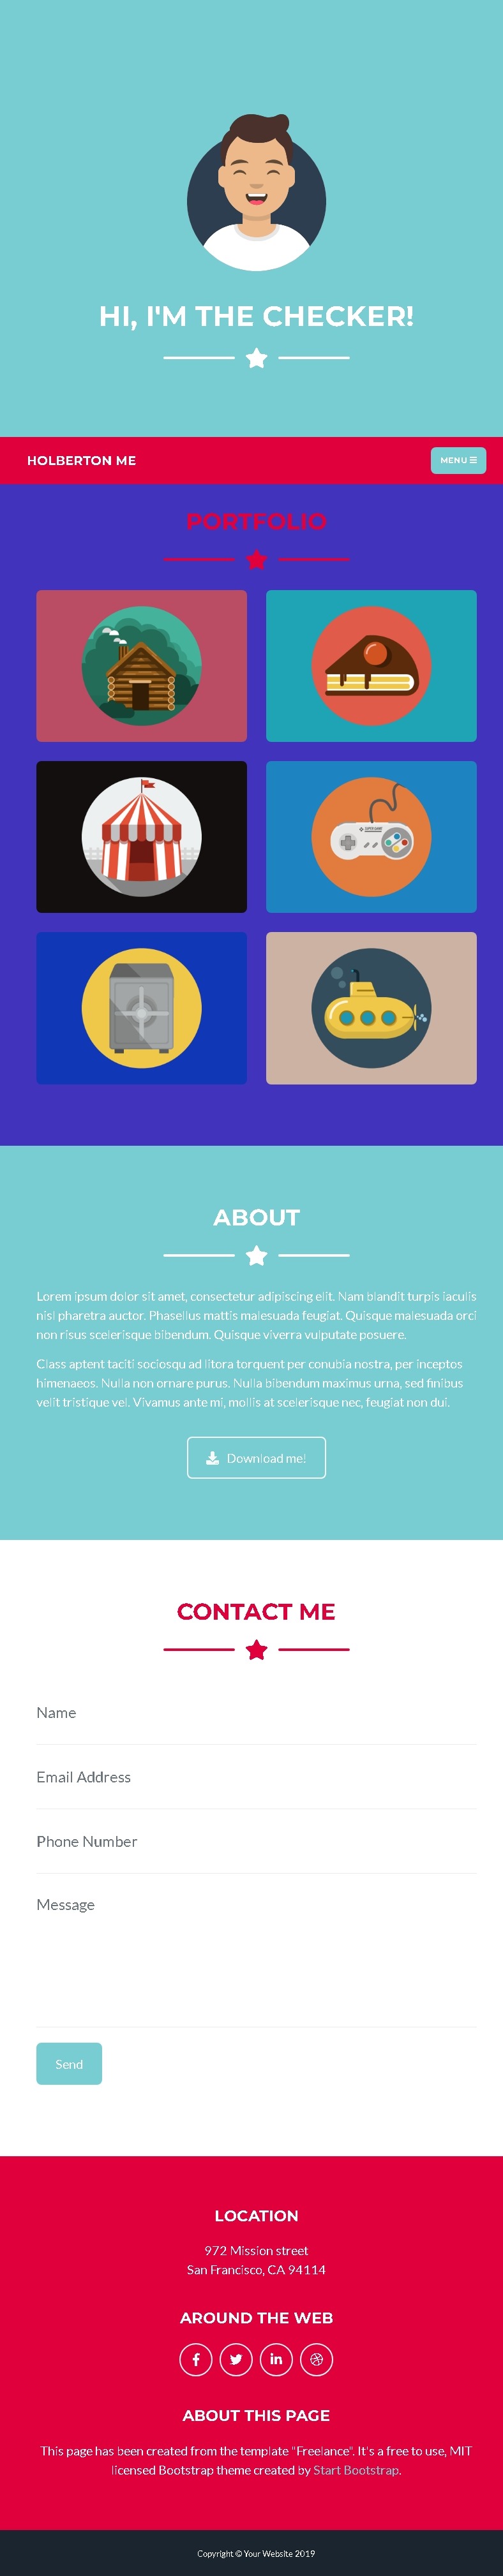 HI, I'M THE CHECKER!
HOLBERTON ME
MENU
PORTFOLIO
ABOUT
Lorem ipsum dolor sit amet, consectetur adipiscing elit. Nam blandit turpis iaculis
nisl pharetra auctor. Phasellus mattis malesuada feugiat. Quisque malesuada orci
non risus scelerisque bibendum. Quisque viverra vulputate posuere.
Class aptent taciti sociosqu ad litora torquent per conubia nostra, per inceptos
himenaeos. Nulla non ornare purus. Nulla bibendum maximus urna, sed finibus
velit tristique vel. Vivamus ante mi, mollis at scelerisque nec, feugiat non dui.
Download me!
CONTACT ME
Name
Email Address
Phone Number
Message
Send
LOCATION
972 Mission street
San Francisco, CA 94114
AROUND THE WEB
ABOUT THIS PAGE
This page has been created from the template "Freelance". It's a free to use, MIT
licensed Bootstrap theme created by Start Bootstrap.
Copyright © Your Website 2019